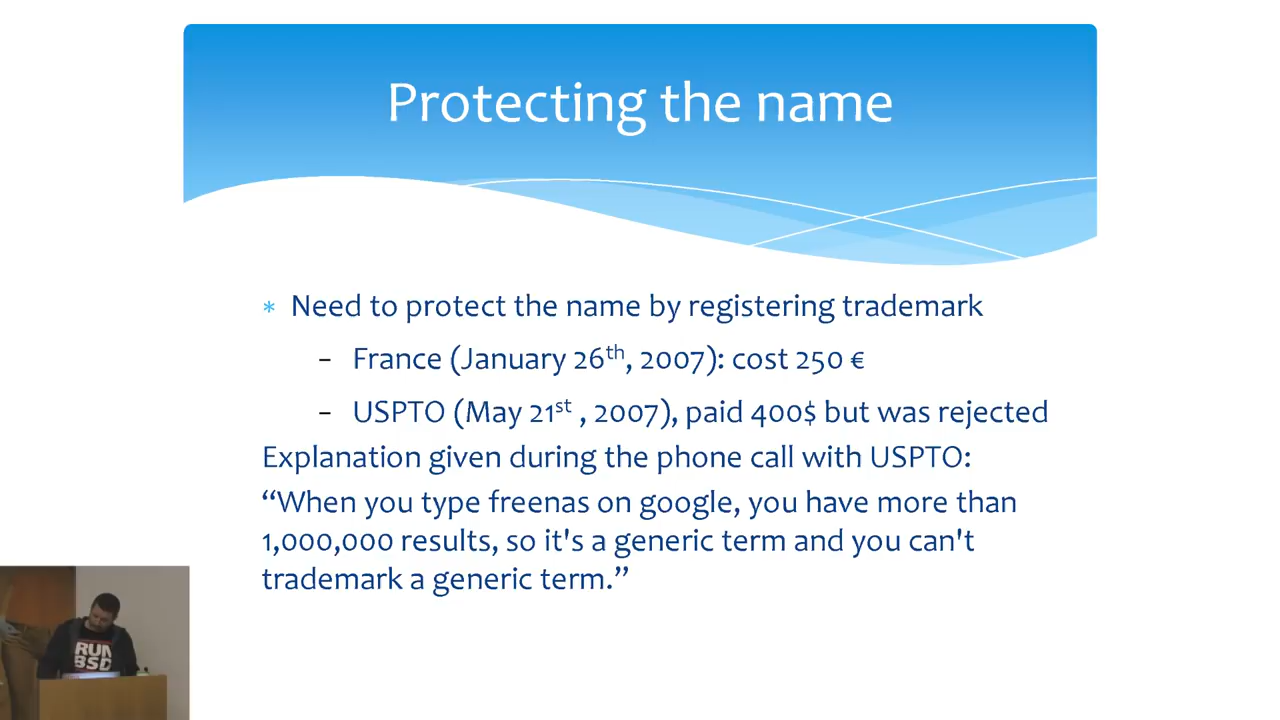 Protecting the name
* Need to protect the name by registering trademark
– France (January 26th, 2007): cost 250 €
– USPTO (May 21st , 2007), paid 400$ but was rejected
Explanation given during the phone call with USPTO:
“When you type freenas on google, you have more than
1,000,000 results, so it's a generic term and you can't
trademark a generic term.”
RUN
BSD